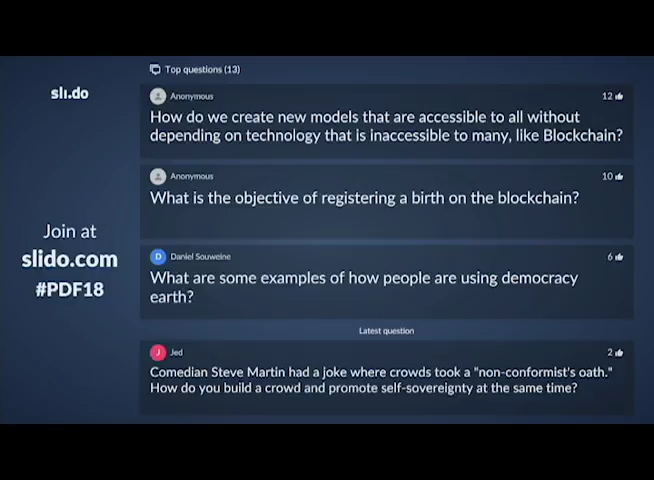 Top questions (13)
sli.do
Anonymous
12
How do we create new models that are accessible to all without
depending on technology that is inaccessible to many, like Blockchain?
Anonymous
10
What is the objective of registering a birth on the blockchain?
Join at
slido.com
#PDF18
D Daniel Souweine
6
What are some examples of how people are using democracy
earth?
Latest question
J Jed
2
Comedian Steve Martin had a joke where crowds took a "non-conformist's oath."
How do you build a crowd and promote self-sovereignty at the same time?